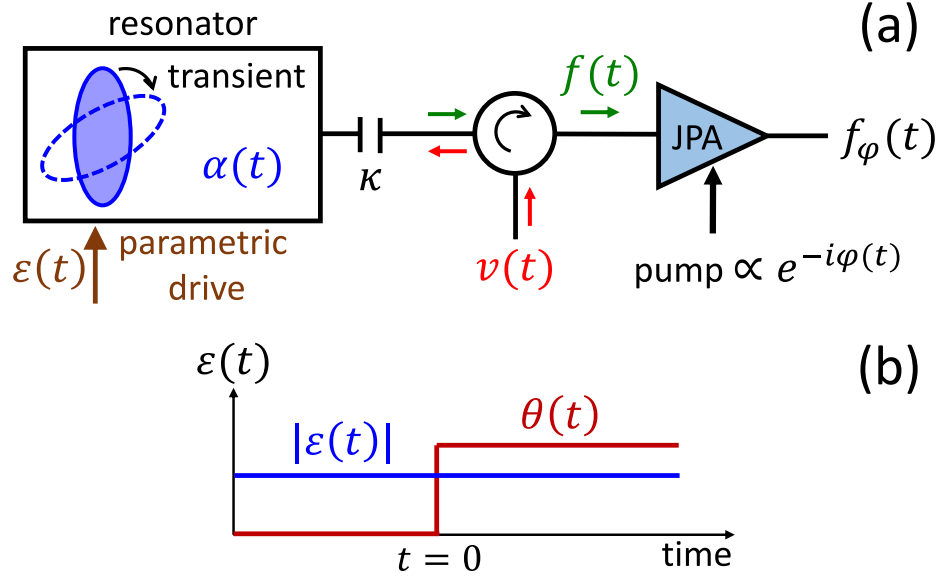 (a)
resonator
transient
α(t)
κ
f(t)
JPA
f_φ(t)
ε(t)
parametric
drive
v(t)
pump ∝ e^{-iφ(t)}
(b)
ε(t)
|ε(t)|
θ(t)
t = 0
time